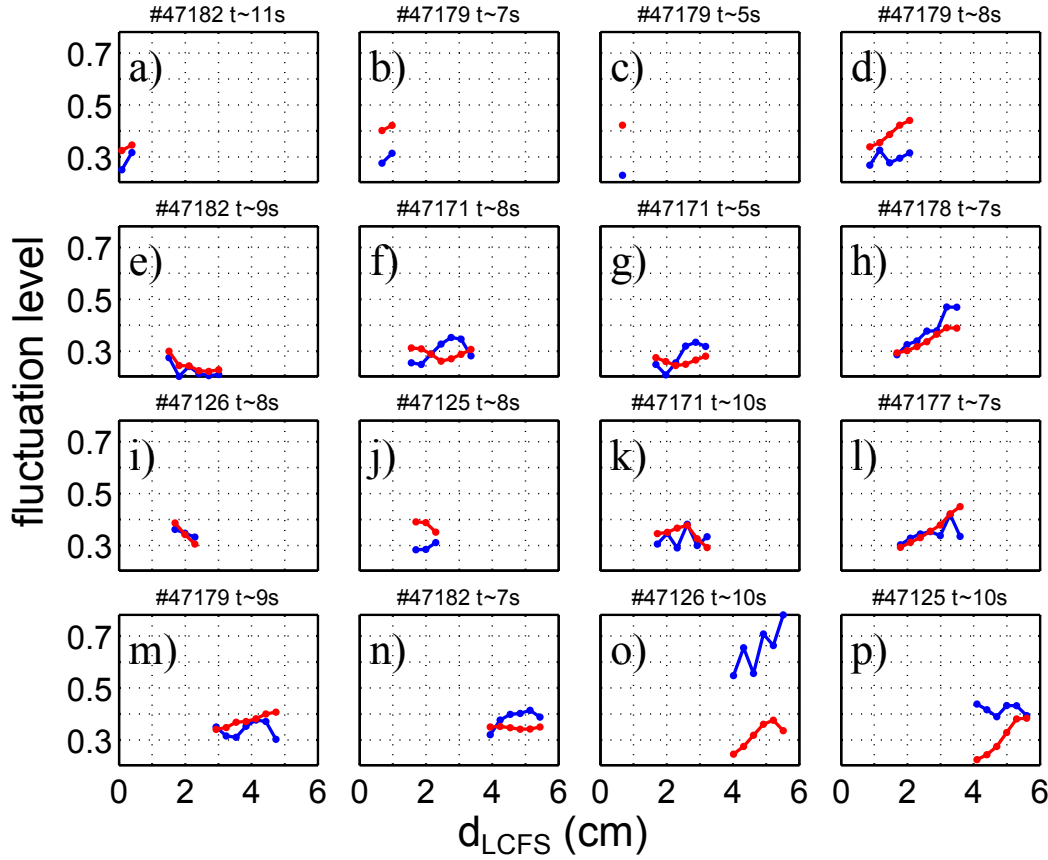 #47182 t~11s #47179 t~7s #47179 t~5s #47179 t~8s
0.7
0.5
0.3
a) b) c) d)
#47182 t~9s #47171 t~8s #47171 t~5s #47178 t~7s
0.7
0.5
0.3
e) f) g) h)
fluctuation level
#47126 t~8s #47125 t~8s #47171 t~10s #47177 t~7s
0.7
0.5
0.3
i) j) k) l)
#47179 t~9s #47182 t~7s #47126 t~10s #47125 t~10s
0.7
0.5
0.3
m) n) o) p)
0 2 4 6 0 2 4 6 0 2 4 6 0 2 4 6
d_LCFS (cm)